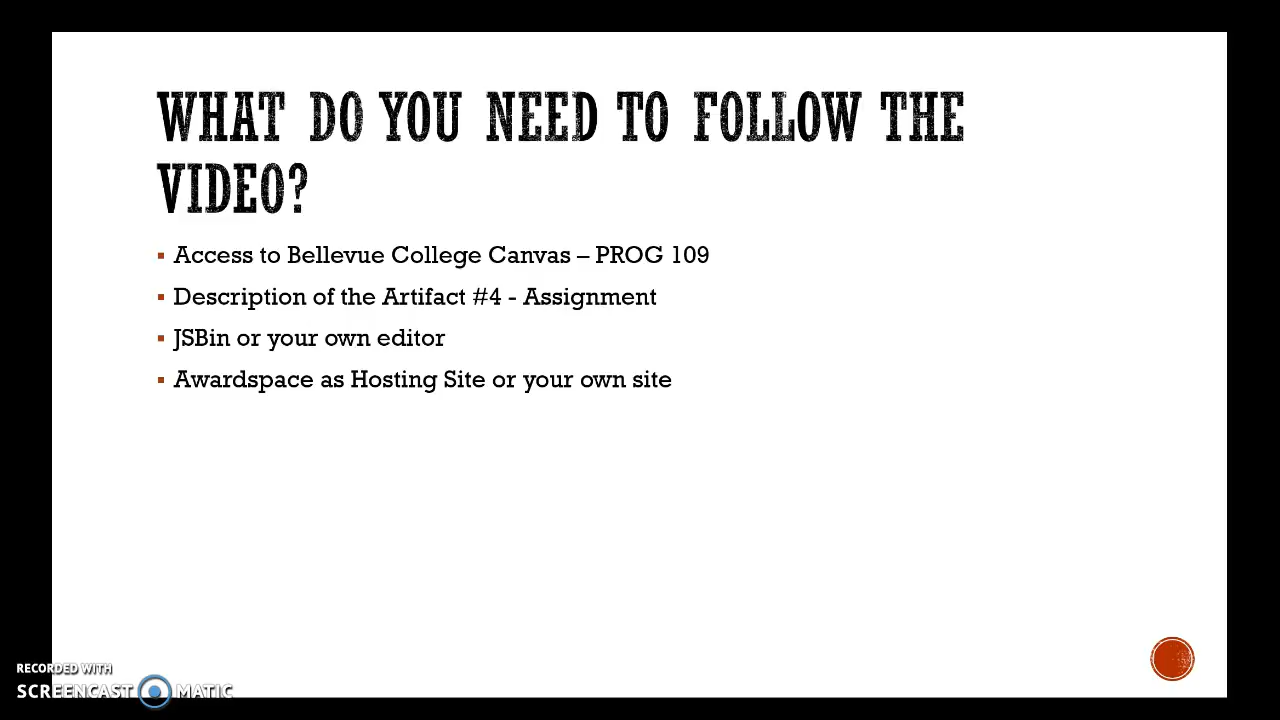 WHAT DO YOU NEED TO FOLLOW THE
VIDEO?
▪ Access to Bellevue College Canvas – PROG 109
▪ Description of the Artifact #4 - Assignment
▪ JSBin or your own editor
▪ Awardspace as Hosting Site or your own site
RECORDED WITH
SCREENCAST MATIC